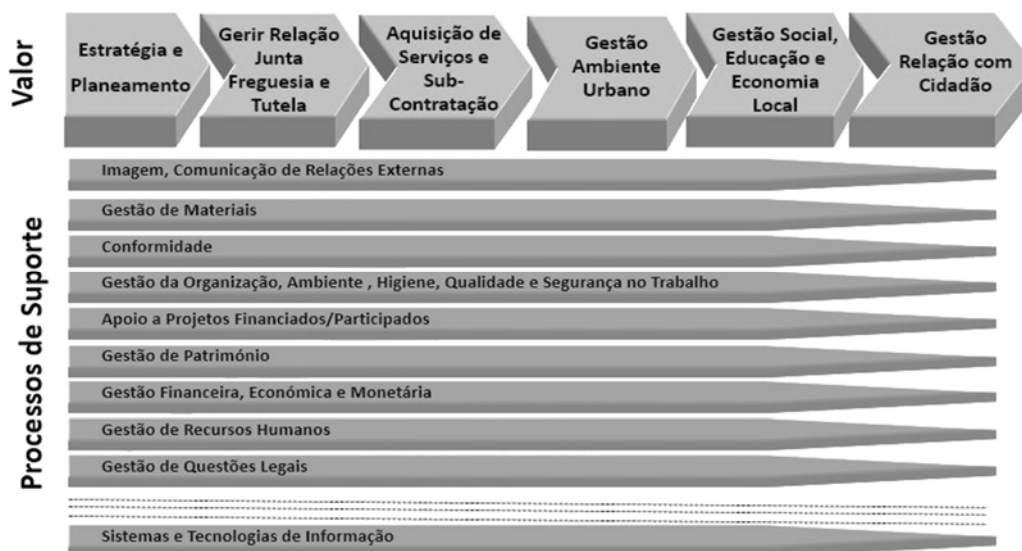 Valor
Estratégia e
Planeamento
Gerir Relação
Junta
Freguesia e
Tutela
Aquisição de
Serviços e
Sub-
Contratação
Gestão
Ambiente
Urbano
Gestão Social,
Educação e
Economia
Local
Gestão
Relação com
Cidadão
Processos de Suporte
Imagem, Comunicação de Relações Externas
Gestão de Materiais
Conformidade
Gestão da Organização, Ambiente , Higiene, Qualidade e Segurança no Trabalho
Apoio a Projetos Financiados/Participados
Gestão de Património
Gestão Financeira, Económica e Monetária
Gestão de Recursos Humanos
Gestão de Questões Legais
Sistemas e Tecnologias de Informação